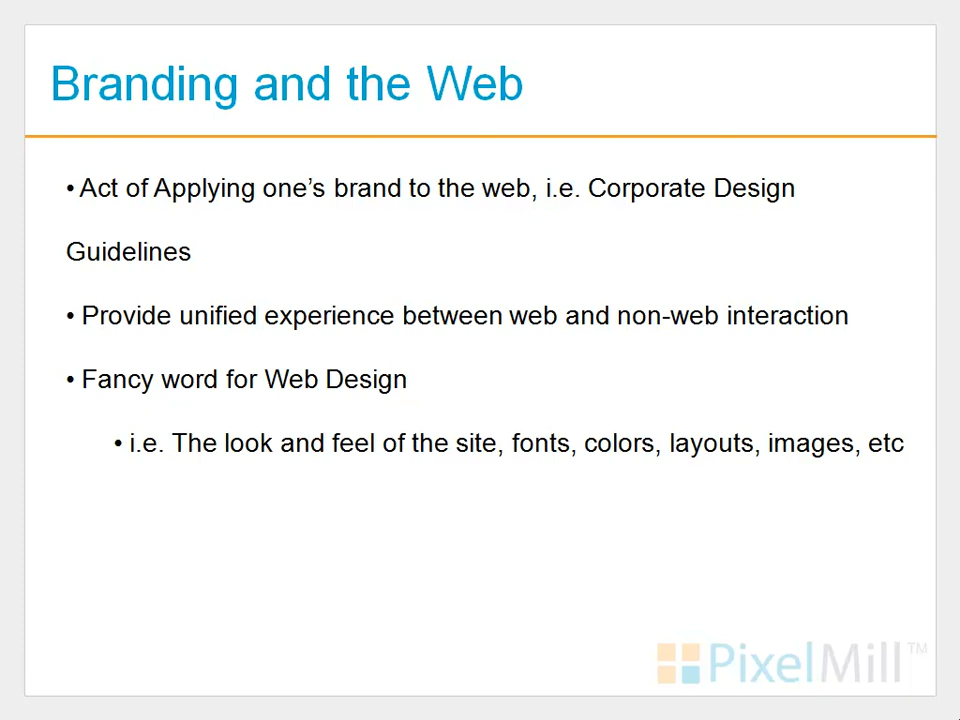 Branding and the Web
• Act of Applying one’s brand to the web, i.e. Corporate Design
Guidelines
• Provide unified experience between web and non-web interaction
• Fancy word for Web Design
• i.e. The look and feel of the site, fonts, colors, layouts, images, etc
PixelMill™